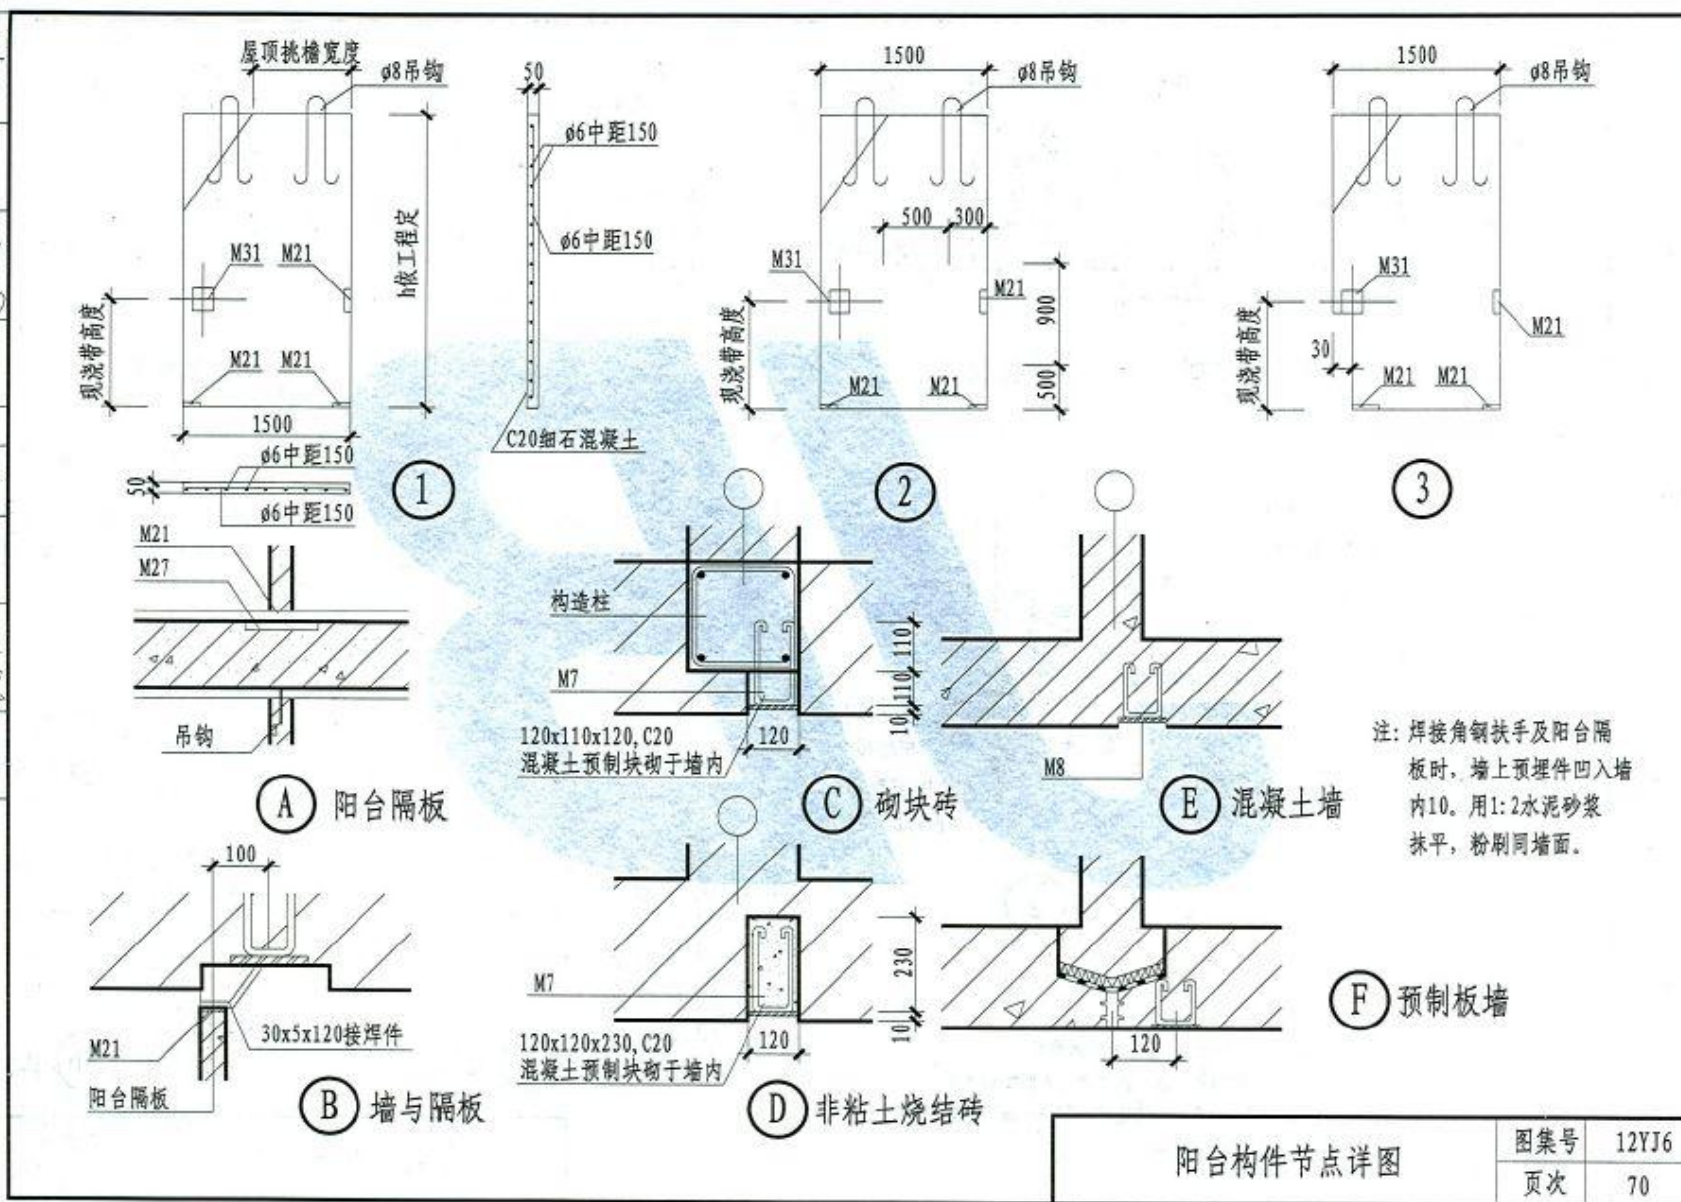 屋顶挑檐宽度
ø8吊钩
h依工程定
M31
M21
现浇带高度
M21
M21
1500
ø6中距150
50
ø6中距150
50
ø6中距150
ø6中距150
C20细石混凝土
1
1500
ø8吊钩
500
300
M31
M21
900
500
现浇带高度
M21
M21
2
1500
ø8吊钩
M31
M21
现浇带高度
30
M21
M21
3
M21
M27
吊钩
A 阳台隔板
构造柱
M7
110
110
10
120
120x110x120,C20
混凝土预制块砌于墙内
C 砌块砖
M8
E 混凝土墙
注: 焊接角钢扶手及阳台隔
板时，墙上预埋件凹入墙
内10。用1:2水泥砂浆
抹平，粉刷同墙面。
100
M21
30x5x120接焊件
阳台隔板
B 墙与隔板
M7
230
10
120
120x120x230,C20
混凝土预制块砌于墙内
D 非粘土烧结砖
120
F 预制板墙
阳台构件节点详图
图集号 12YJ6
页次 70